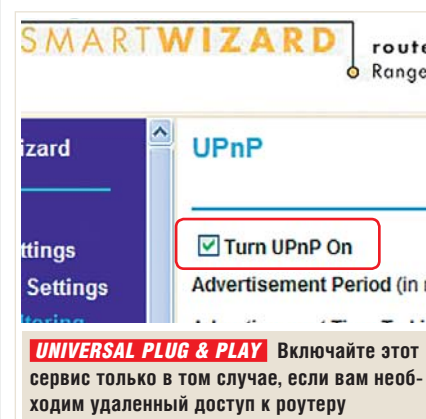 SMARTWIZARD
route
Range
izard
UPnP
ttings
Turn UPnP On
Settings
Advertisement Period (in
UNIVERSAL PLUG & PLAY Включайте этот
сервис только в том случае, если вам необ-
ходим удаленный доступ к роутеру